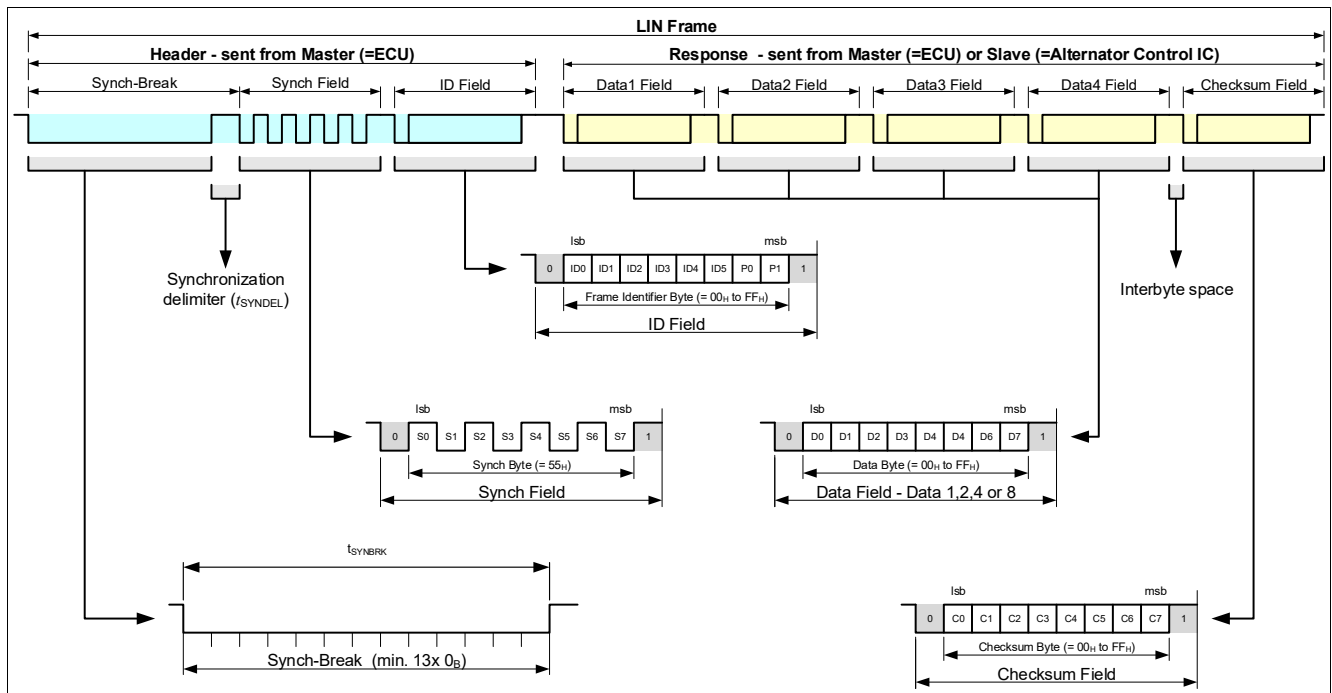 LIN Frame
Header - sent from Master (=ECU)
Response - sent from Master (=ECU) or Slave (=Alternator Control IC)
Synch-Break
Synch Field
ID Field
Data1 Field
Data2 Field
Data3 Field
Data4 Field
Checksum Field
lsb
msb
0 ID0 ID1 ID2 ID3 ID4 ID5 P0 P1 1
Frame Identifier Byte (= 00H to FFH)
ID Field
Synchronization
delimiter (tSYNDEL)
Interbyte space
lsb
msb
0 S0 S1 S2 S3 S4 S5 S6 S7 1
Synch Byte (= 55H)
Synch Field
lsb
msb
0 D0 D1 D2 D3 D4 D4 D6 D7 1
Data Byte (= 00H to FFH)
Data Field - Data 1,2,4 or 8
tSYNBRK
Synch-Break (min. 13x 0B)
lsb
msb
0 C0 C1 C2 C3 C4 C5 C6 C7 1
Checksum Byte (= 00H to FFH)
Checksum Field